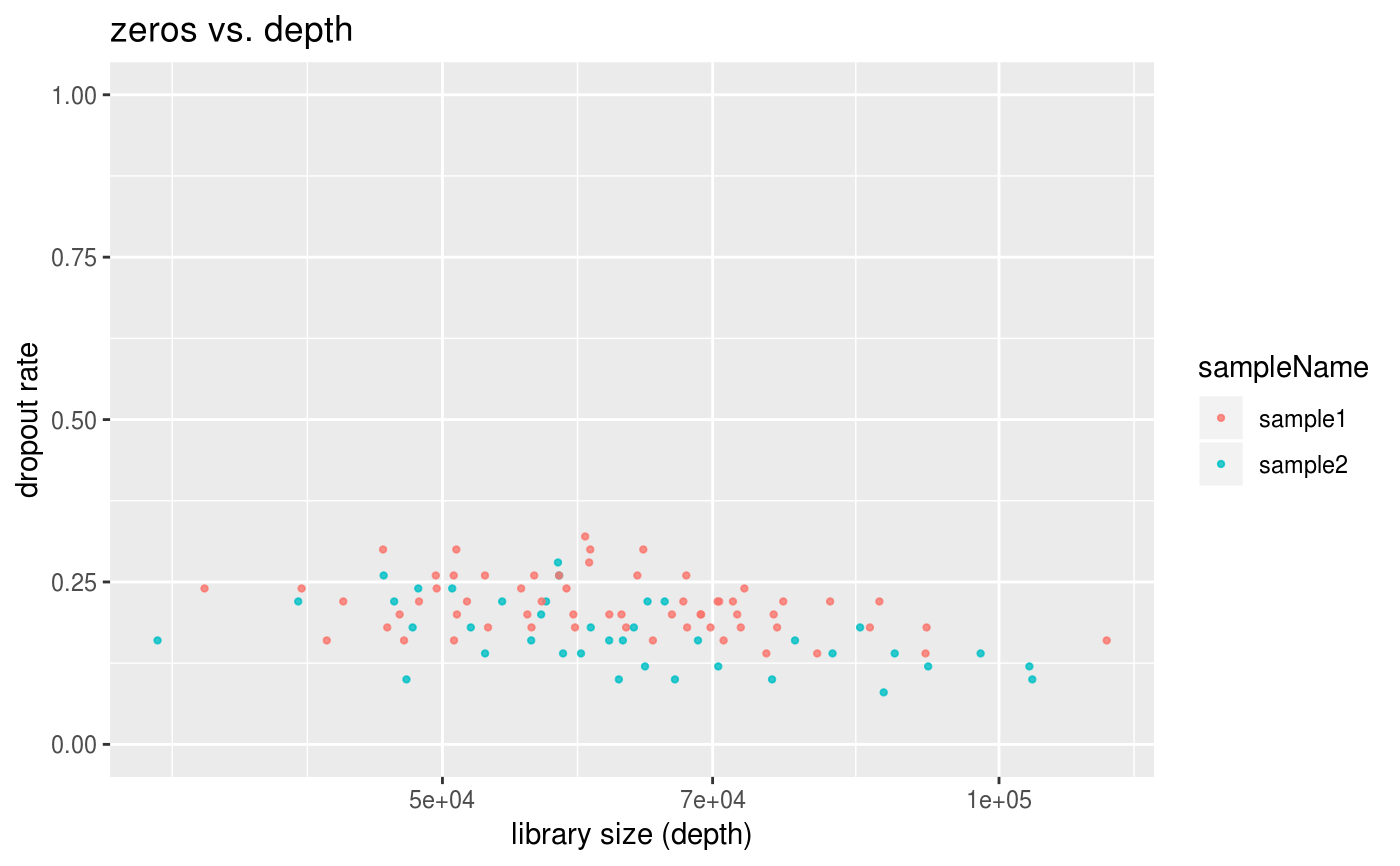 zeros vs. depth
1.00
0.75
0.50
0.25
0.00
dropout rate
5e+04 7e+04 1e+05
library size (depth)
sampleName
sample1
sample2